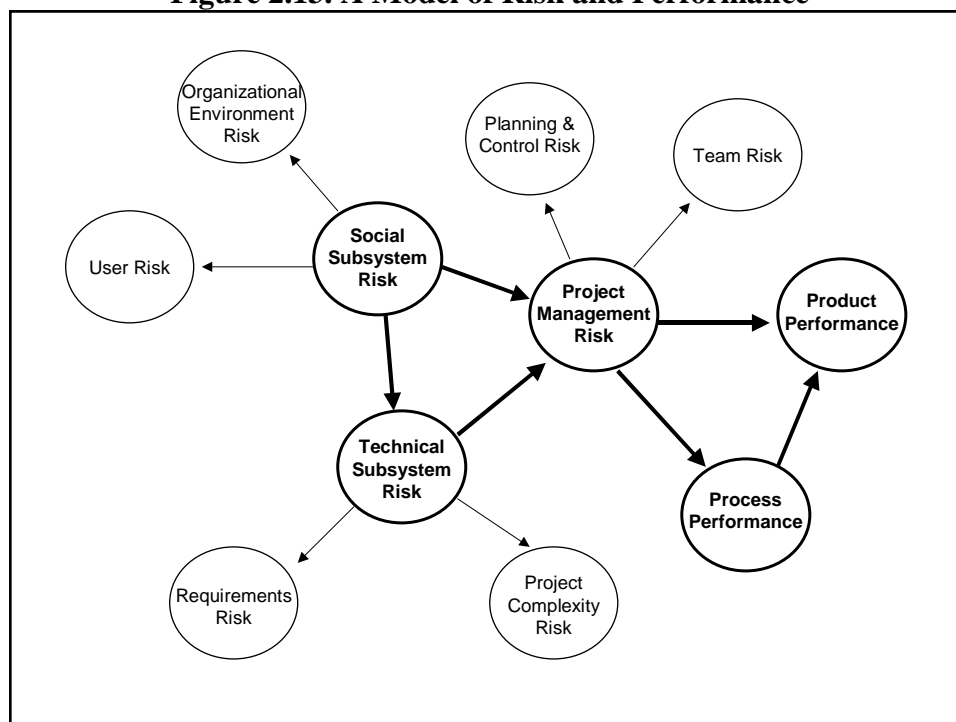 Figure 2.13: A Model of Risk and Performance
Organizational
Environment
Risk
Planning &
Control Risk
Team Risk
Social
Subsystem
Risk
User Risk
Project
Management
Risk
Product
Performance
Technical
Subsystem
Risk
Process
Performance
Requirements
Risk
Project
Complexity
Risk